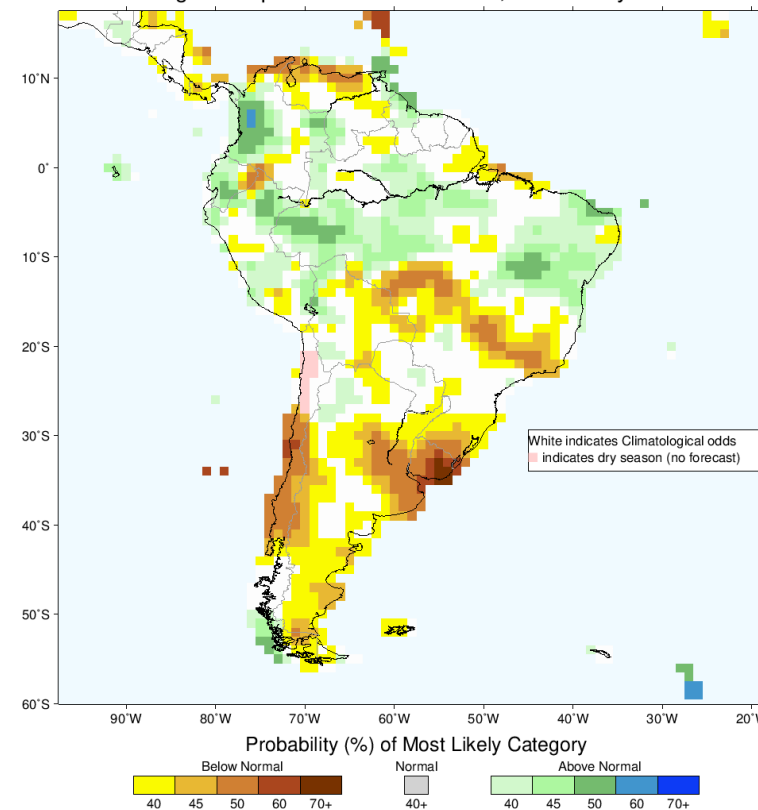 10˚N
0˚
10˚S
20˚S
30˚S
40˚S
50˚S
60˚S
White indicates Climatological odds
indicates dry season (no forecast)
90˚W 80˚W 70˚W 60˚W 50˚W 40˚W 30˚W 20˚W
Probability (%) of Most Likely Category
Below Normal Normal Above Normal
40 45 50 60 70+ 40+ 40 45 50 60 70+